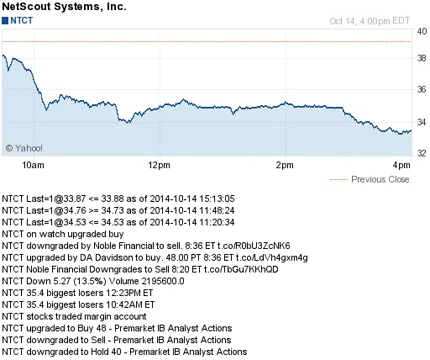 NetScout Systems, Inc.
NTCT
Oct 14, 4:00pm EDT
40
38
36
34
32
© Yahoo!
10am 12pm 2pm 4pm
Previous Close
NTCT Last=1@33.87 <= 33.88 as of 2014-10-14 15:13:05
NTCT Last=1@34.76 >= 34.73 as of 2014-10-14 11:48:24
NTCT Last=1@34.53 <= 34.53 as of 2014-10-14 11:20:34
NTCT on watch upgraded buy
NTCT downgraded by Noble Financial to sell. 8:36 ET t.co/R0bU3ZcNK6
NTCT upgraded by DA Davidson to buy. 48.00 PT 8:36 ET t.co/LdVh4gxm4g
NTCT Noble Financial Downgrades to Sell 8:20 ET t.co/TbGu7KKhQD
NTCT Down 5.27 (13.5%) Volume 2195600.0
NTCT 35.4 biggest losers 12:23PM ET
NTCT 35.4 biggest losers 10:42AM ET
NTCT stocks traded margin account
NTCT upgraded to Buy 48 - Premarket IB Analyst Actions
NTCT downgraded to Sell - Premarket IB Analyst Actions
NTCT downgraded to Hold 40 - Premarket IB Analyst Actions